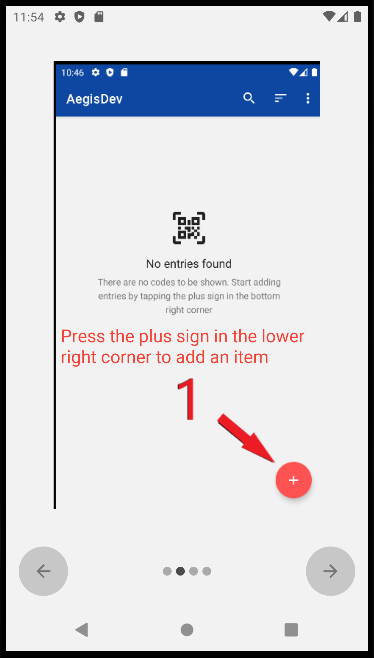 11:54
10:46
AegisDev
No entries found
There are no codes to be shown. Start adding
entries by tapping the plus sign in the bottom
right corner
Press the plus sign in the lower
right corner to add an item
1